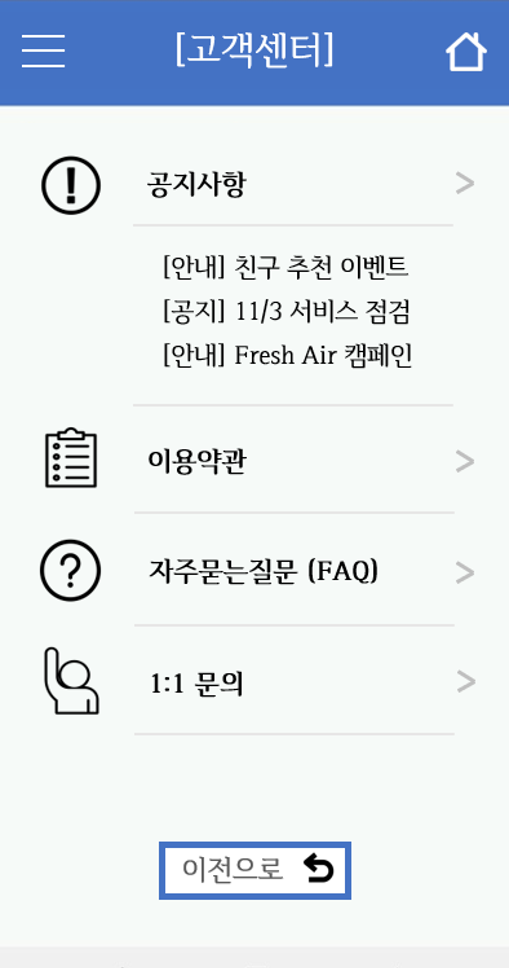 [고객센터]
공지사항
[안내] 친구 추천 이벤트
[공지] 11/3 서비스 점검
[안내] Fresh Air 캠페인
이용약관
자주묻는질문 (FAQ)
1:1 문의
이전으로